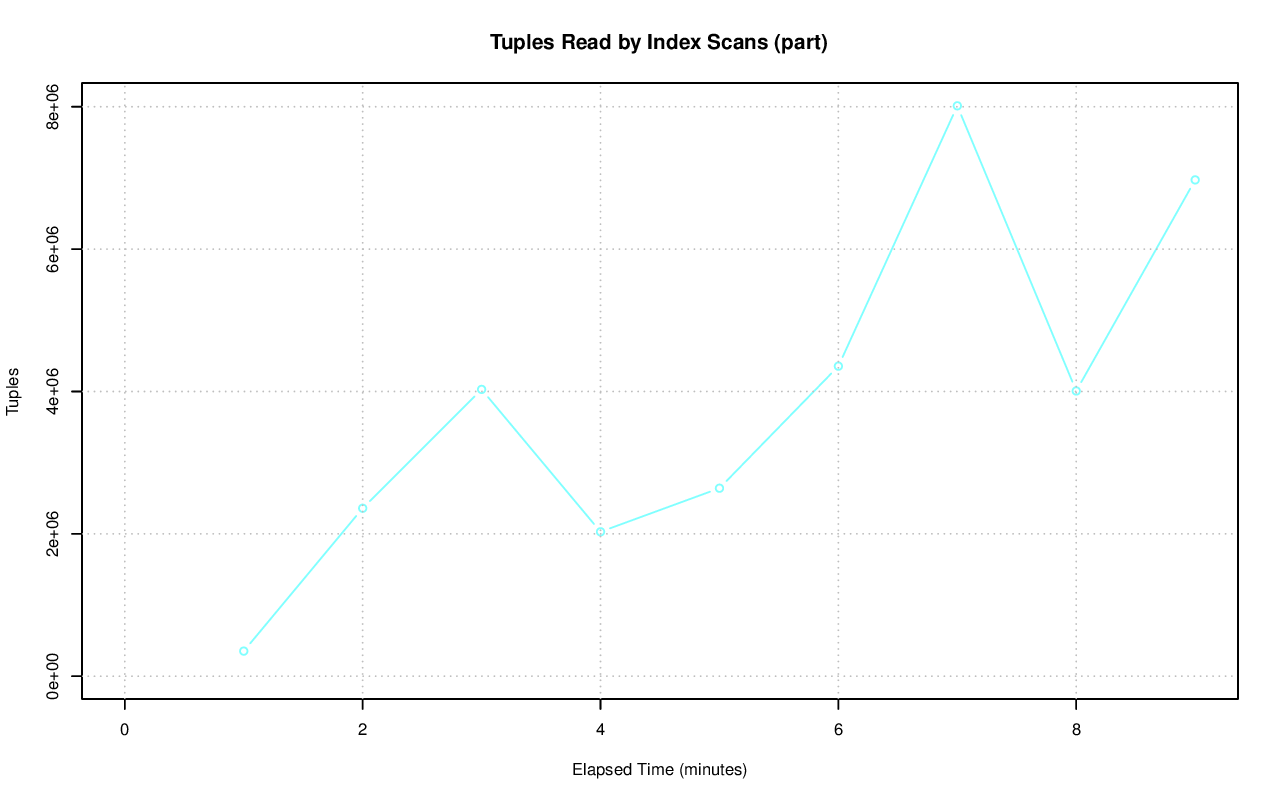 Tuples Read by Index Scans (part)
8e+06
6e+06
4e+06
2e+06
0e+00
Tuples
0 2 4 6 8
Elapsed Time (minutes)